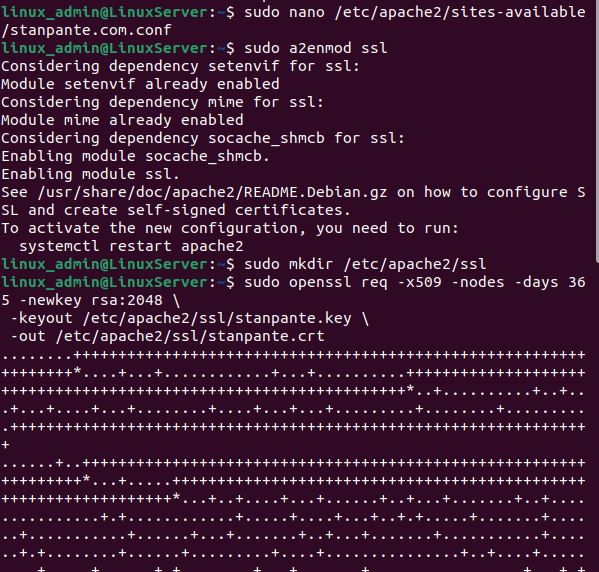 linux_admin@LinuxServer:~$ sudo nano /etc/apache2/sites-available
/stanpante.com.conf
linux_admin@LinuxServer:~$ sudo a2enmod ssl
Considering dependency setenvif for ssl:
Module setenvif already enabled
Considering dependency mime for ssl:
Module mime already enabled
Considering dependency socache_shmcb for ssl:
Enabling module socache_shmcb.
Enabling module ssl.
See /usr/share/doc/apache2/README.Debian.gz on how to configure S
SL and create self-signed certificates.
To activate the new configuration, you need to run:
  systemctl restart apache2
linux_admin@LinuxServer:~$ sudo mkdir /etc/apache2/ssl
linux_admin@LinuxServer:~$ sudo openssl req -x509 -nodes -days 36
5 -newkey rsa:2048 \
 -keyout /etc/apache2/ssl/stanpante.key \
 -out /etc/apache2/ssl/stanpante.crt
........+++++++++++++++++++++++++++++++++++++++++++++++++++++++++
++++++++*....+...+............+...+..........++++++++++++++++++++
+++++++++++++++++++++++++++++++++++++++++++++*..+..........+..+..
.+...+....+...+........+....+...+...+.........+........+.........
.++++++++++++++++++++++++++++++++++++++++++++++++++++++++++++++++
+
......+..++++++++++++++++++++++++++++++++++++++++++++++++++++++++
+++++++++*...+.....++++++++++++++++++++++++++++++++++++++++++++++
+++++++++++++++++++*...+..+....+...+......+..+...+.......+..+....
...........+.+............+.....+....+...+..+.+.....+.......+....
..+...........+......+...+.......+..+...+.......+.........+......
..+.+........+......+.........+...............+..+....+..........